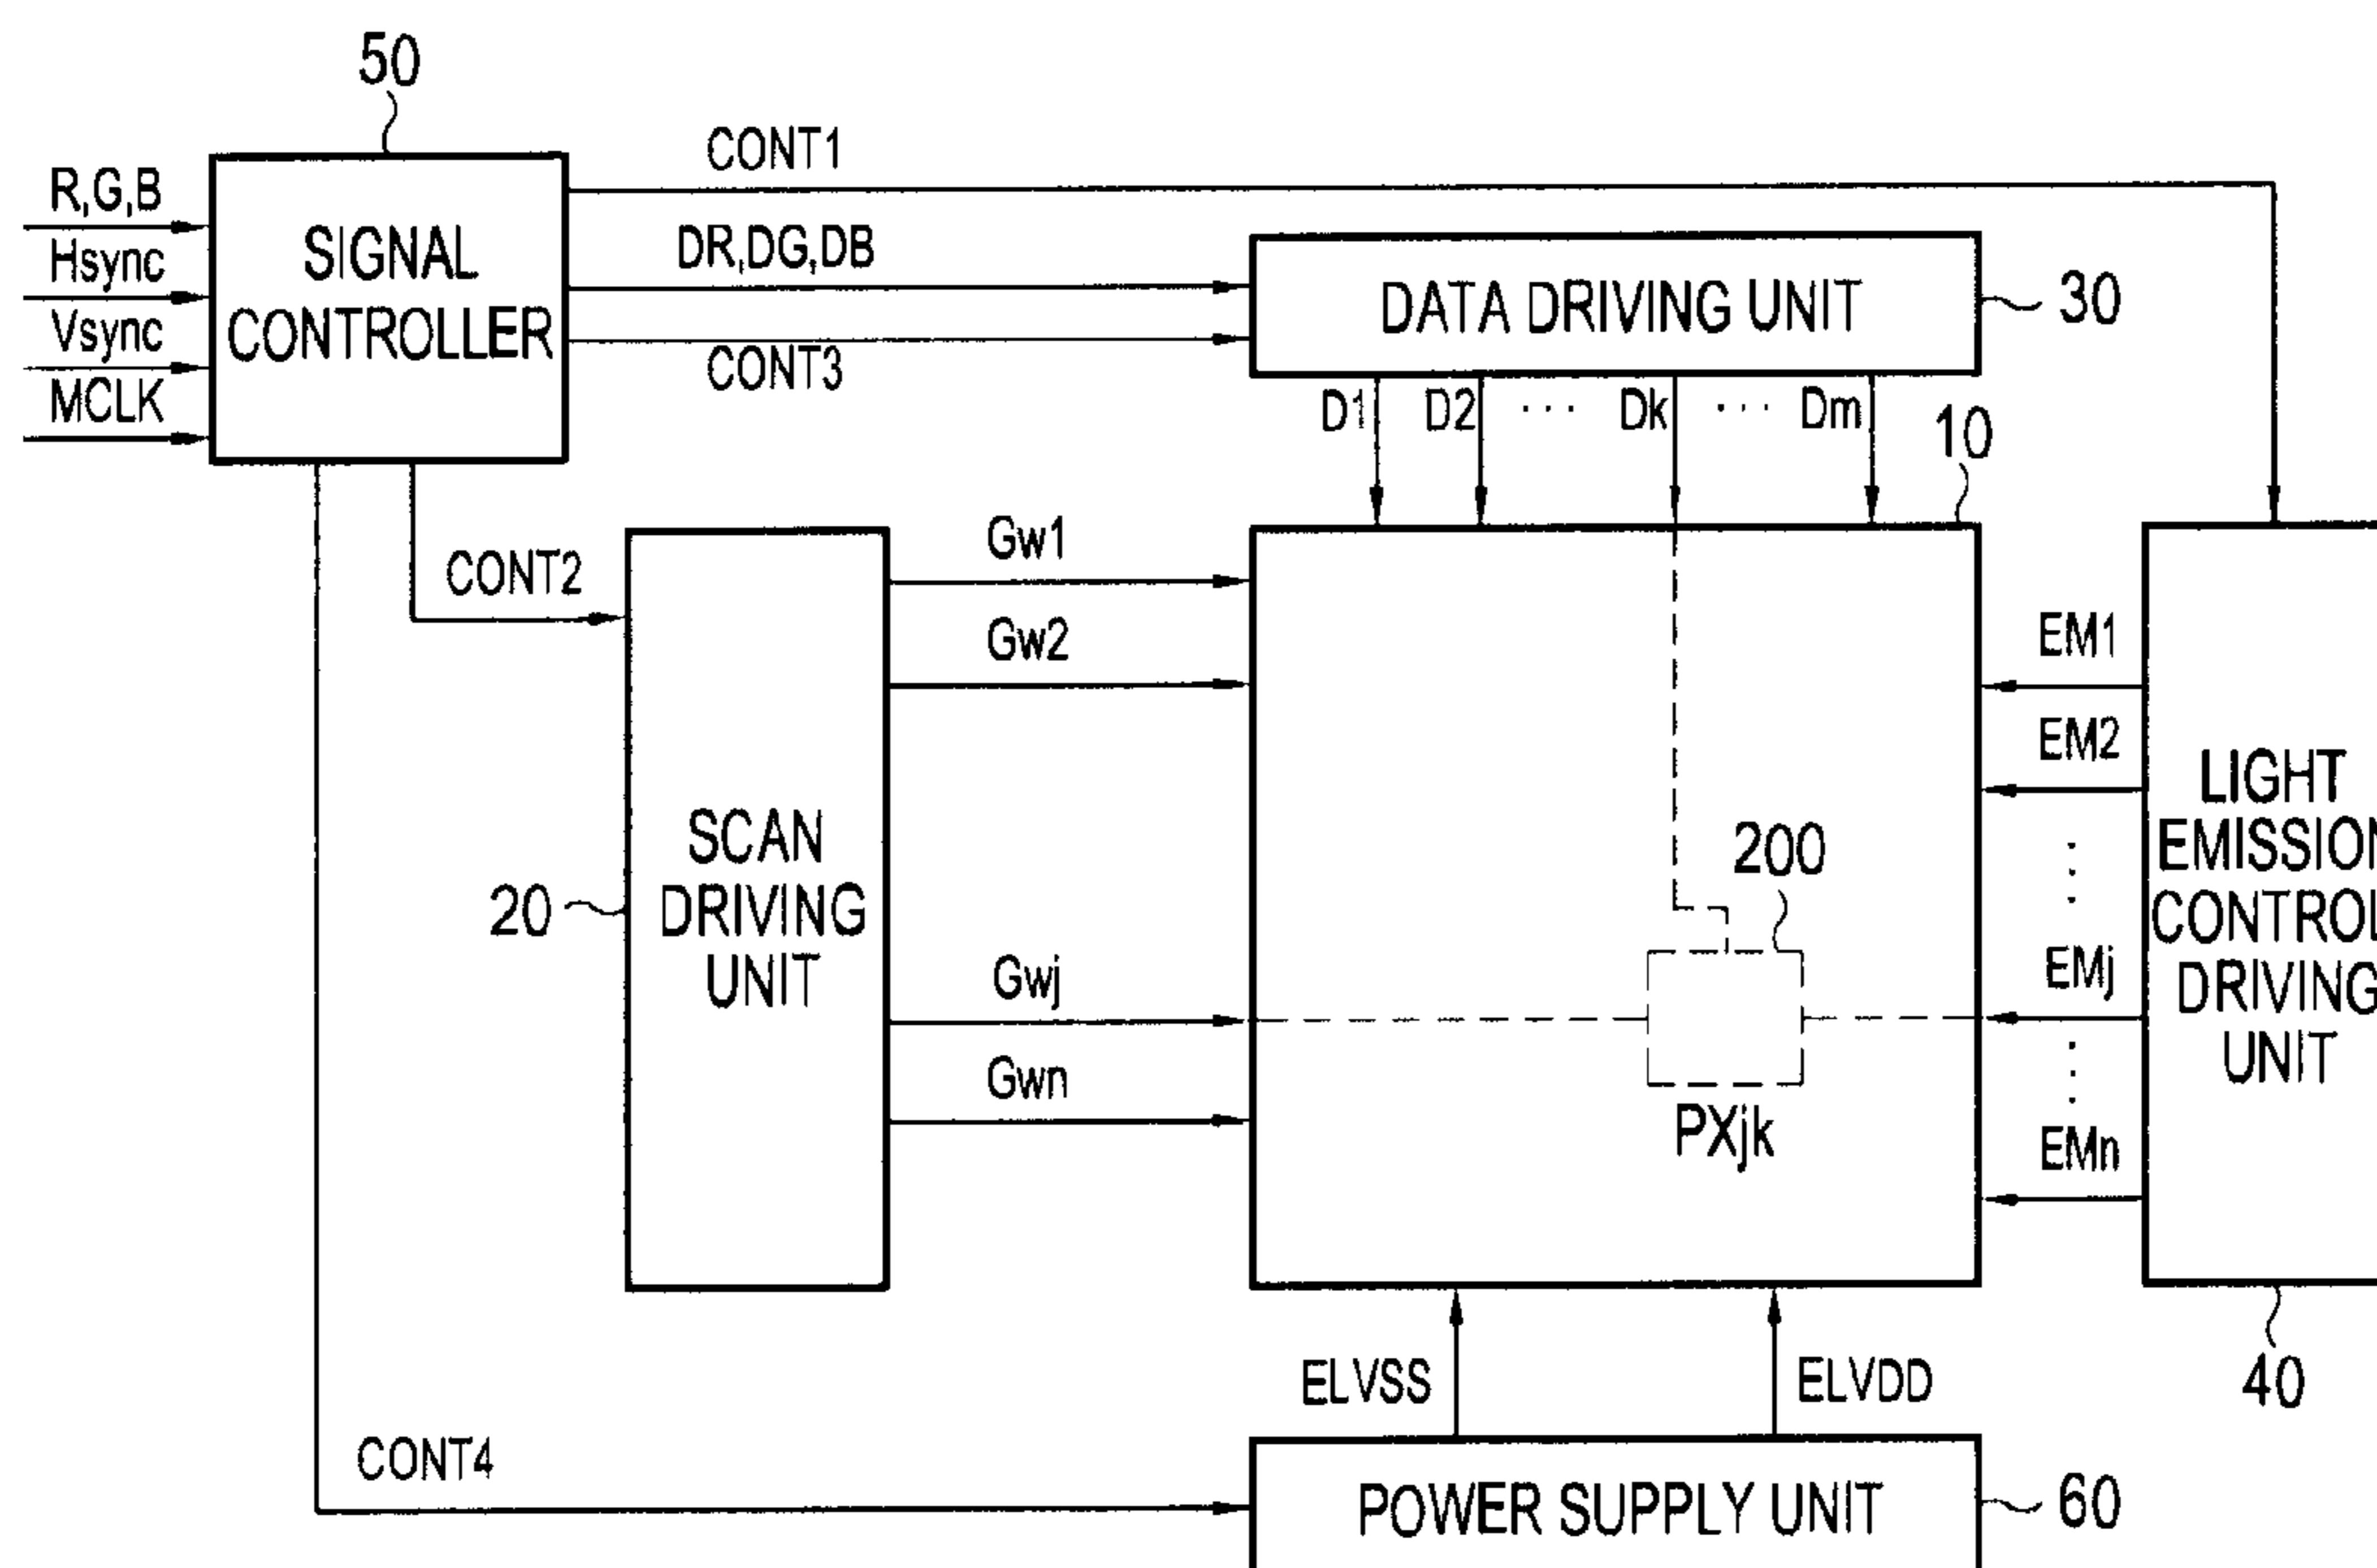 50
CONT1
R,G,B
Hsync
Vsync
MCLK
SIGNAL
CONTROLLER
DR,DG,DB
CONT3
DATA DRIVING UNIT
30
D1 D2 ... Dk ... Dm
10
CONT2
Gw1
Gw2
Gwj
Gwn
20
SCAN
DRIVING
UNIT
200
PXjk
EM1
EM2
EMj
EMn
LIGHT
EMISSION
CONTROL
DRIVING
UNIT
40
ELVSS
ELVDD
CONT4
POWER SUPPLY UNIT
60